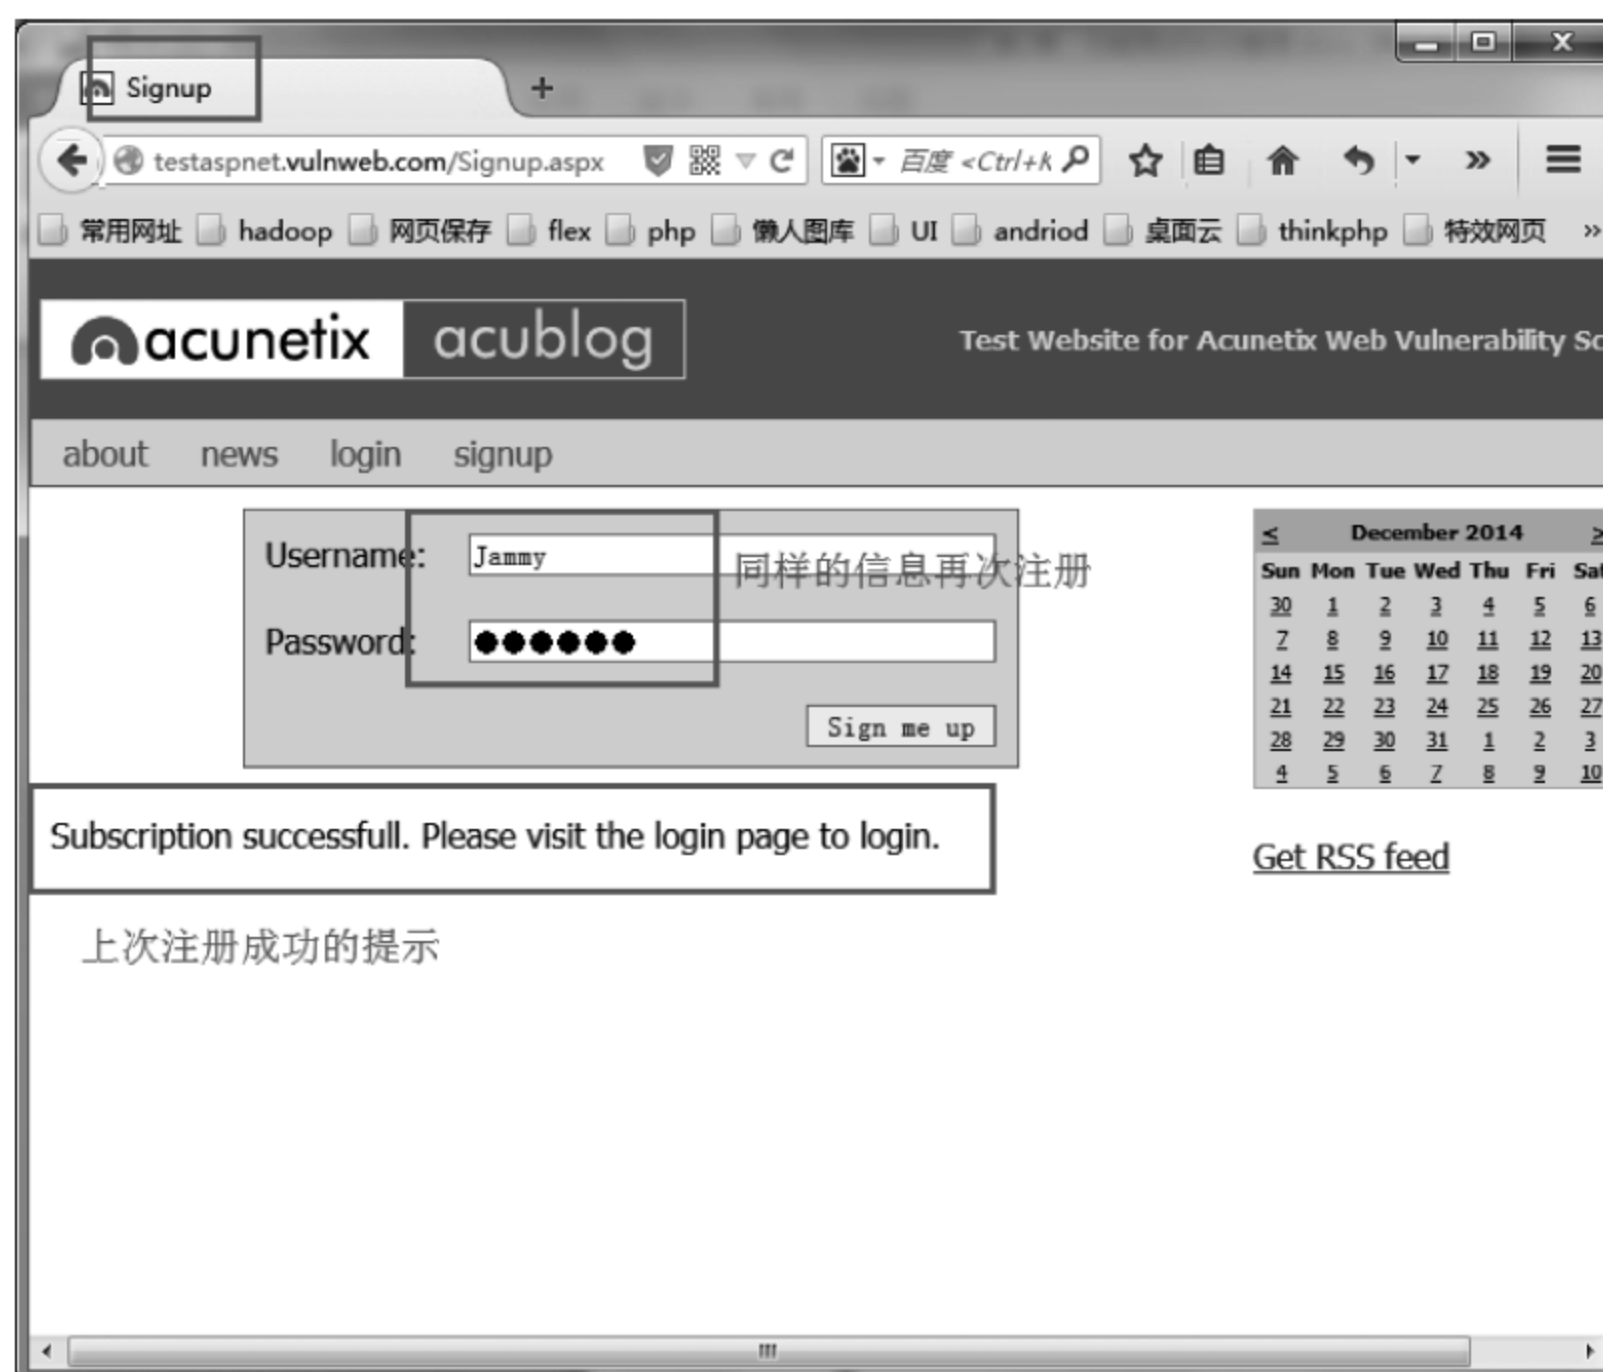 Signup
testaspnet.vulnweb.com/Signup.aspx 百度 <Ctrl+K
常用网址 hadoop 网页保存 flex php 懒人图库 UI andriod 桌面云 thinkphp 特效网页
acunetix acublog Test Website for Acunetix Web Vulnerability Sc
about news login signup
Username: Jammy 同样的信息再次注册
Password: ●●●●●●
Sign me up
< December 2014 >
Sun Mon Tue Wed Thu Fri Sat
30 1 2 3 4 5 6
7 8 9 10 11 12 13
14 15 16 17 18 19 20
21 22 23 24 25 26 27
28 29 30 31 1 2 3
4 5 6 7 8 9 10
Subscription successfull. Please visit the login page to login.
Get RSS feed
上次注册成功的提示